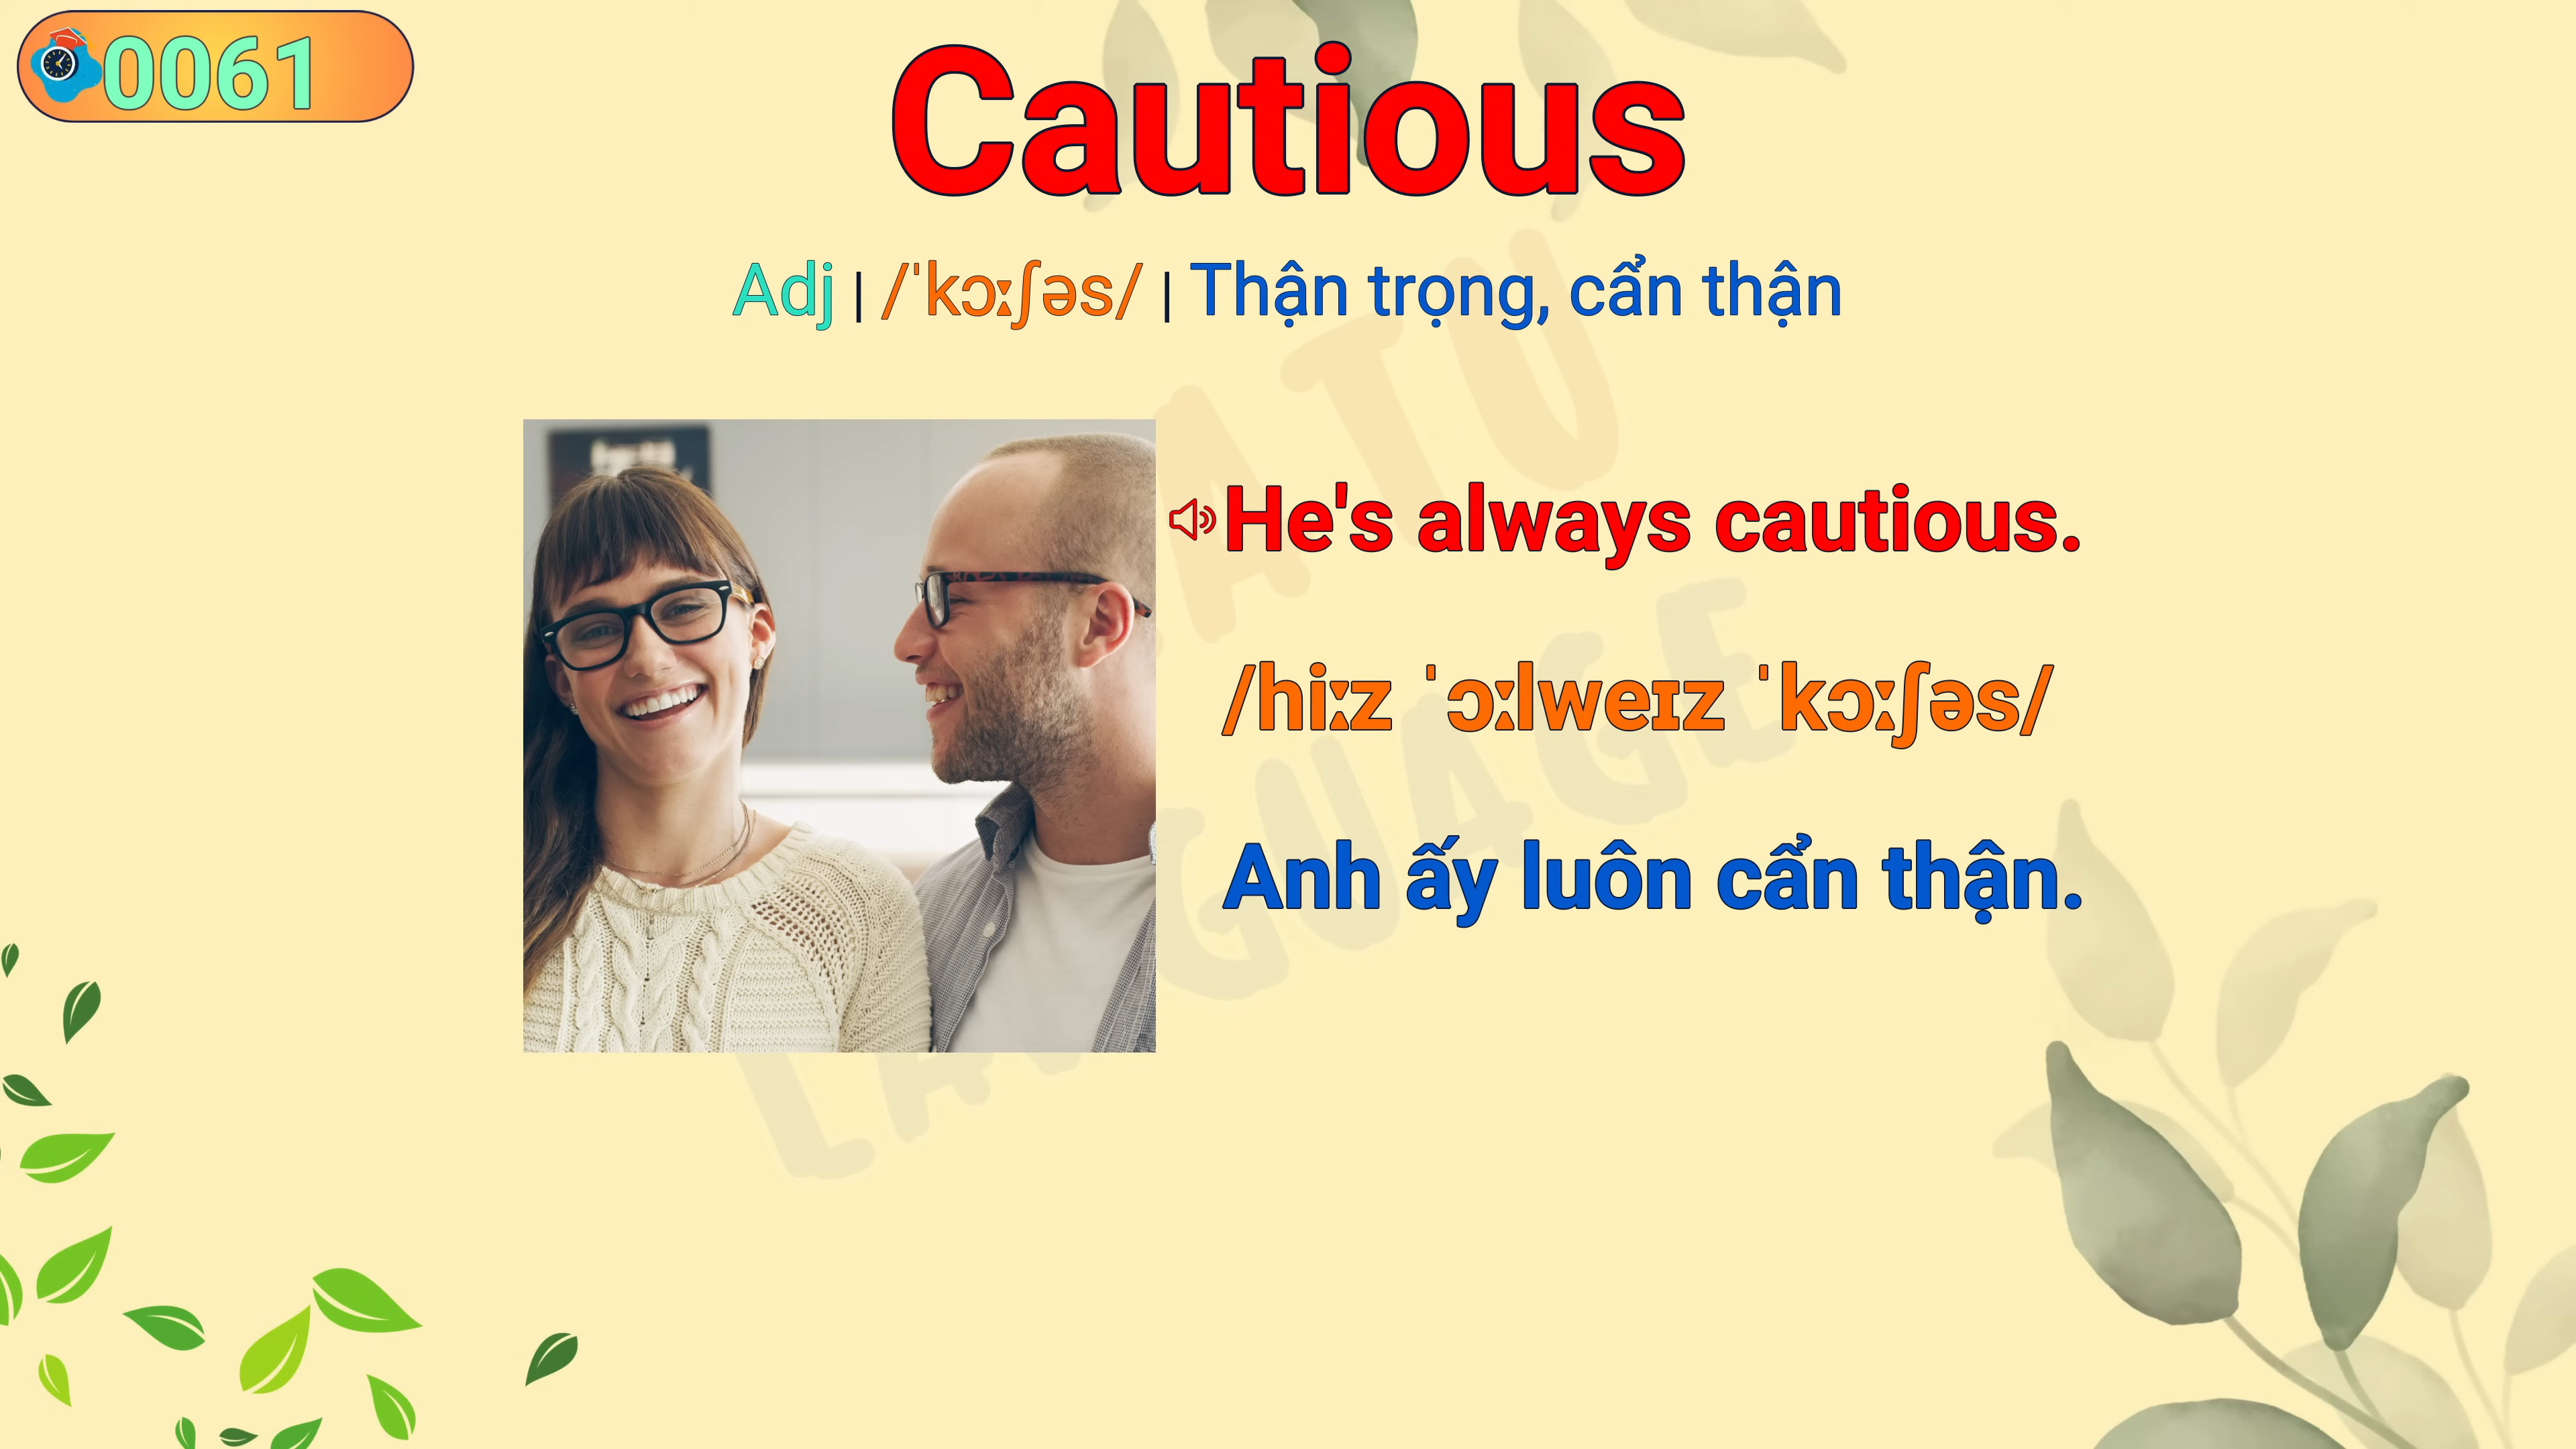 0061
Cautious
Adj | /ˈkɔːʃəs/ | Thận trọng, cẩn thận
He's always cautious.
/hiːz ˈɔːlweɪz ˈkɔːʃəs/
Anh ấy luôn cẩn thận.